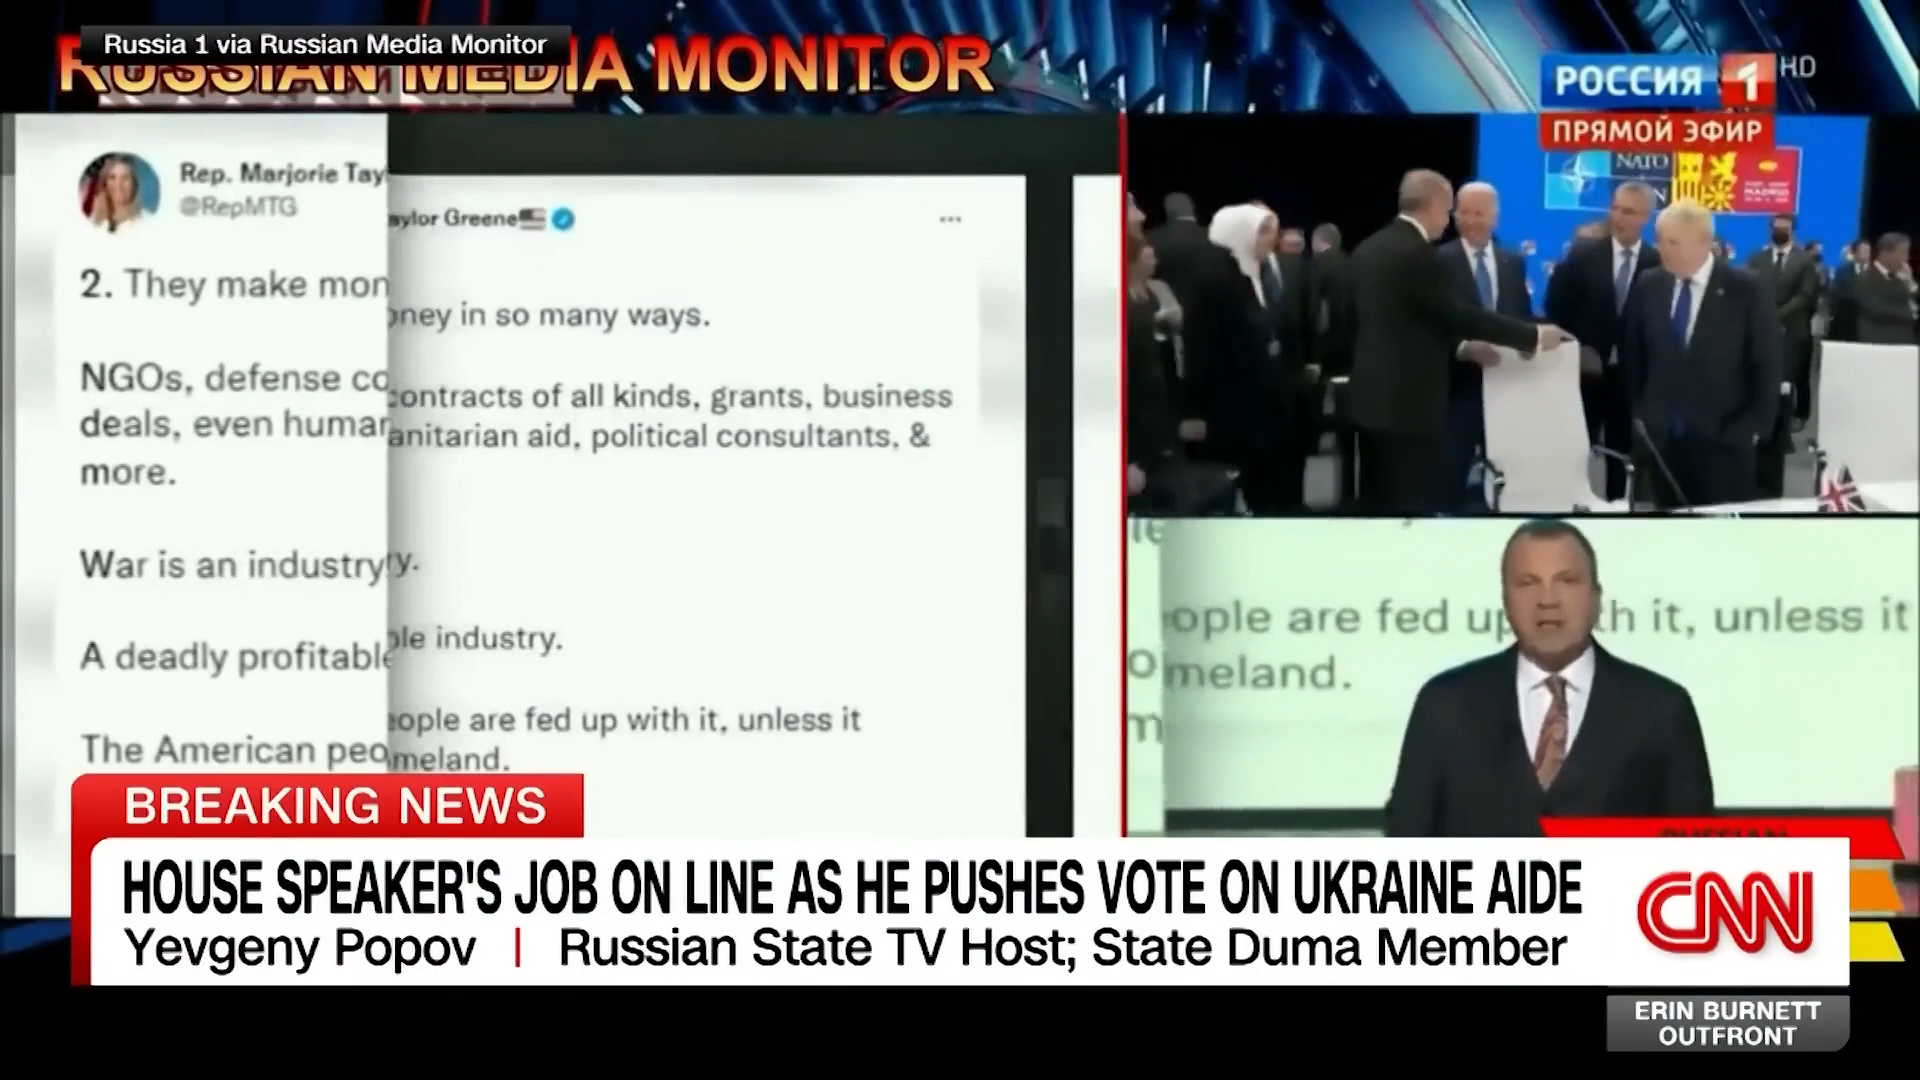 Russia 1 via Russian Media Monitor
RUSSIAN MEDIA MONITOR
РОССИЯ 1 HD
ПРЯМОЙ ЭФИР
NATO
MADRID
Rep. Marjorie Tay
@RepMTG
2. They make mon
NGOs, defense co
deals, even human
more.
War is an industry
A deadly profitable
The American peo
aylor Greene
...
oney in so many ways.
contracts of all kinds, grants, business
anitarian aid, political consultants, &
y.
ble industry.
eople are fed up with it, unless it
meland.
ople are fed up th it, unless it
omeland.
m
RUSSIAN
BREAKING NEWS
HOUSE SPEAKER'S JOB ON LINE AS HE PUSHES VOTE ON UKRAINE AIDE
Yevgeny Popov | Russian State TV Host; State Duma Member
CNN
ERIN BURNETT
OUTFRONT